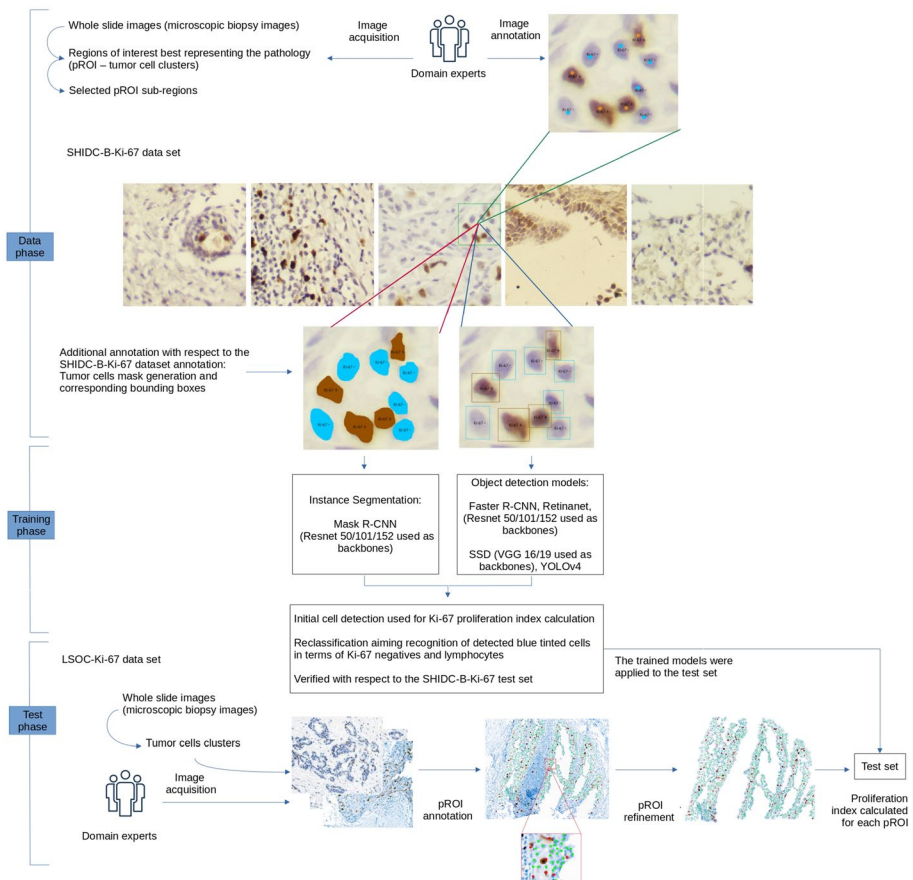 Whole slide images (microscopic biopsy images)
Regions of interest best representing the pathology
(pROI – tumor cell clusters)
Selected pROI sub-regions
Image
acquisition
Image
annotation
Domain experts
SHIDC-B-Ki-67 data set
Data
phase
Additional annotation with respect to the
SHIDC-B-Ki-67 dataset annotation:
Tumor cells mask generation and
corresponding bounding boxes
Training
phase
Instance Segmentation:
Mask R-CNN
(Resnet 50/101/152 used as
backbones)
Object detection models:
Faster R-CNN, Retinanet,
(Resnet 50/101/152 used as
backbones)
SSD (VGG 16/19 used as
backbones), YOLOv4
Initial cell detection used for Ki-67 proliferation index calculation
Reclassification aiming recognition of detected blue tinted cells
in terms of Ki-67 negatives and lymphocytes
Verified with respect to the SHIDC-B-Ki-67 test set
The trained models were
applied to the test set
LSOC-Ki-67 data set
Test
phase
Whole slide images
(microscopic biopsy images)
Tumor cells clusters
Image
acquisition
Domain experts
pROI
annotation
pROI
refinement
Test set
Proliferation
index calculated
for each pROI